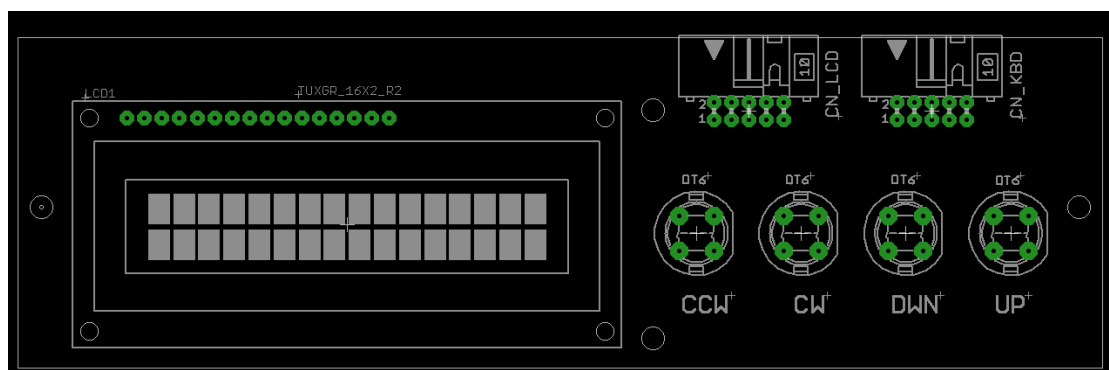 LCD1
TUXGR_16X2_R2
10
CN_LCD
2
1
10
CN_KBD
2
1
DT6
DT6
DT6
DT6
CCW
CW
DWN
UP